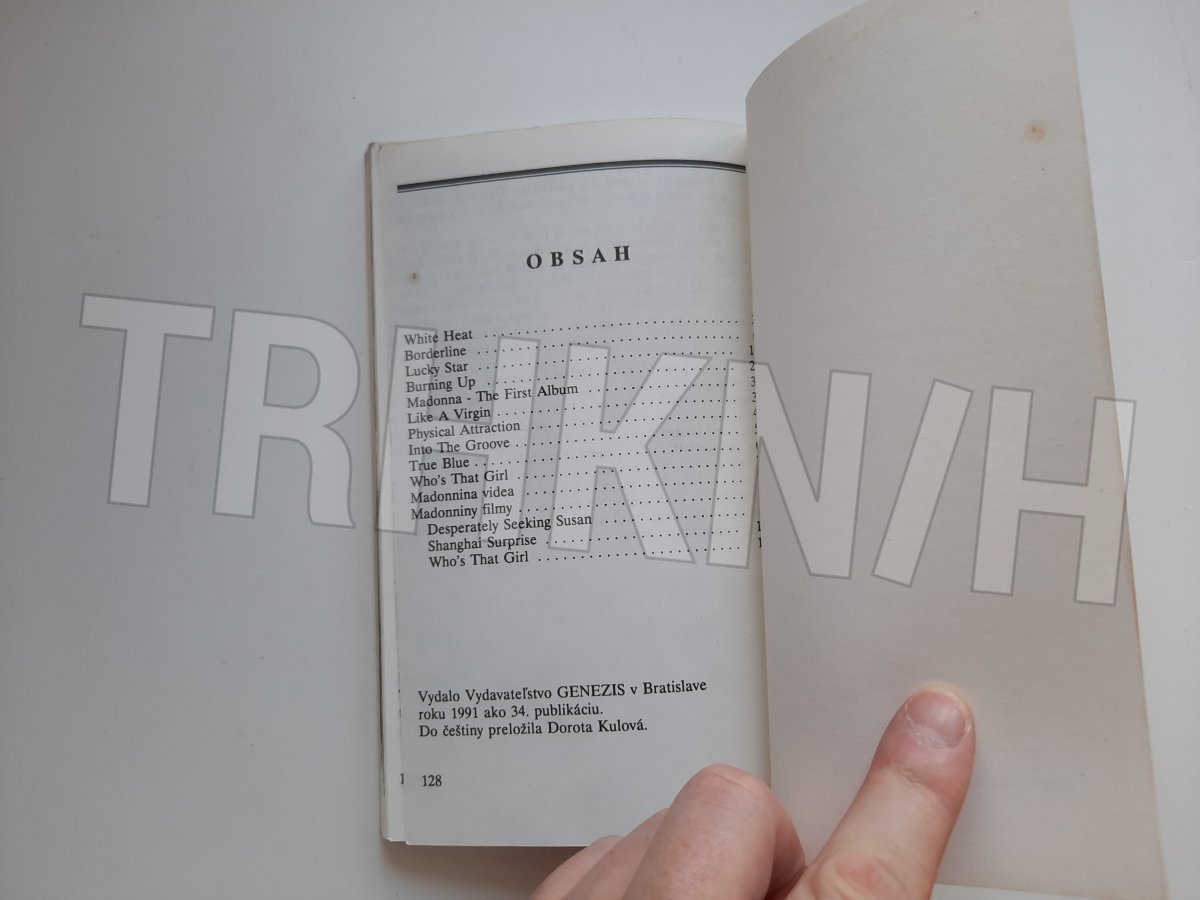 OBSAH
White Heat
Borderline
Lucky Star
Burning Up
Madonna - The First Album
Like A Virgin
Physical Attraction
Into The Groove
True Blue
Who's That Girl
Madonnina videa
Madonniny filmy
Desperately Seeking Susan
Shanghai Surprise
Who's That Girl
Vydalo Vydavateľstvo GENEZIS v Bratislave
roku 1991 ako 34. publikáciu.
Do češtiny preložila Dorota Kulová.
128
TRHKNIH